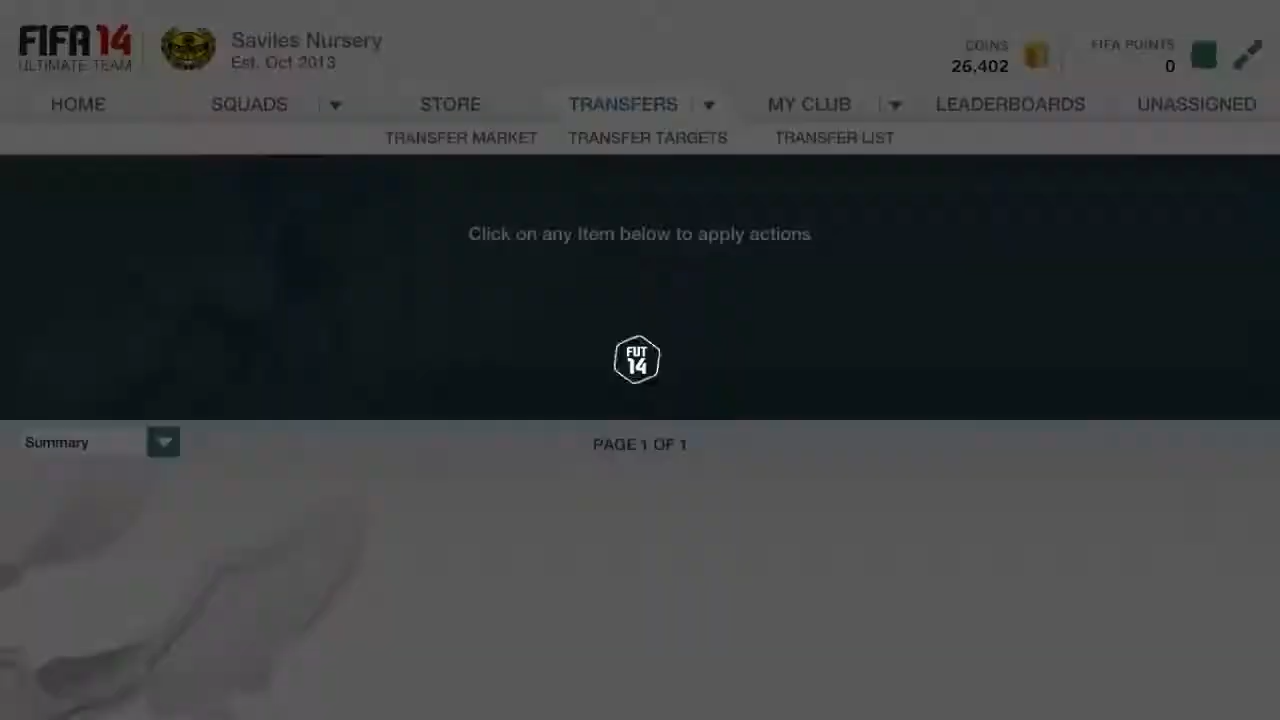 FIFA 14
ULTIMATE TEAM
Saviles Nursery
Est. Oct 2013
COINS
26,402
FIFA POINTS
0
HOME SQUADS STORE TRANSFERS MY CLUB LEADERBOARDS UNASSIGNED
TRANSFER MARKET TRANSFER TARGETS TRANSFER LIST
Click on any Item below to apply actions
FUT
14
Summary
PAGE 1 OF 1